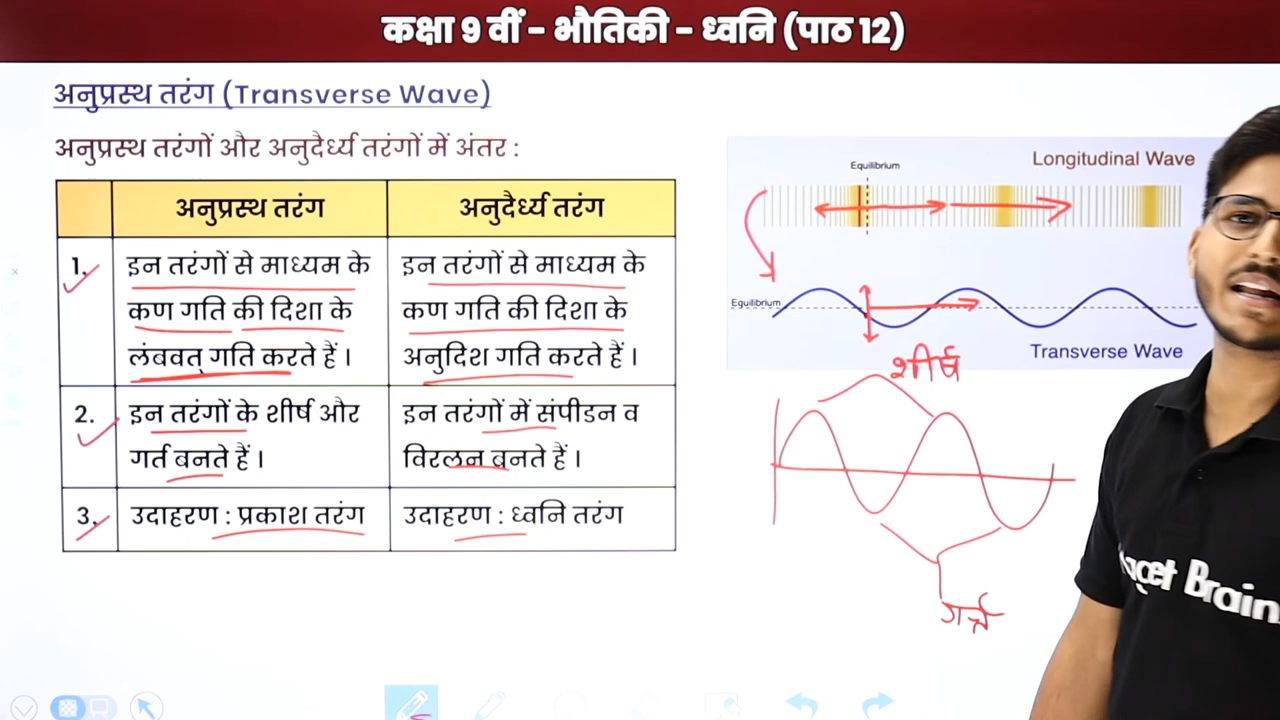 कक्षा 9 वीं - भौतिकी - ध्वनि (पाठ 12)
अनुप्रस्थ तरंग (Transverse Wave)
अनुप्रस्थ तरंगों और अनुदैर्ध्य तरंगों में अंतर :
अनुप्रस्थ तरंग
अनुदैर्ध्य तरंग
1.
इन तरंगों से माध्यम के
कण गति की दिशा के
लंबवत् गति करते हैं ।
इन तरंगों से माध्यम के
कण गति की दिशा के
अनुदिश गति करते हैं ।
2.
इन तरंगों के शीर्ष और
गर्त बनते हैं ।
इन तरंगों में संपीडन व
विरलन बनते हैं ।
3.
उदाहरण : प्रकाश तरंग
उदाहरण : ध्वनि तरंग
Equilibrium
Longitudinal Wave
Equilibrium
Transverse Wave
शीर्ष
गर्त
Brain